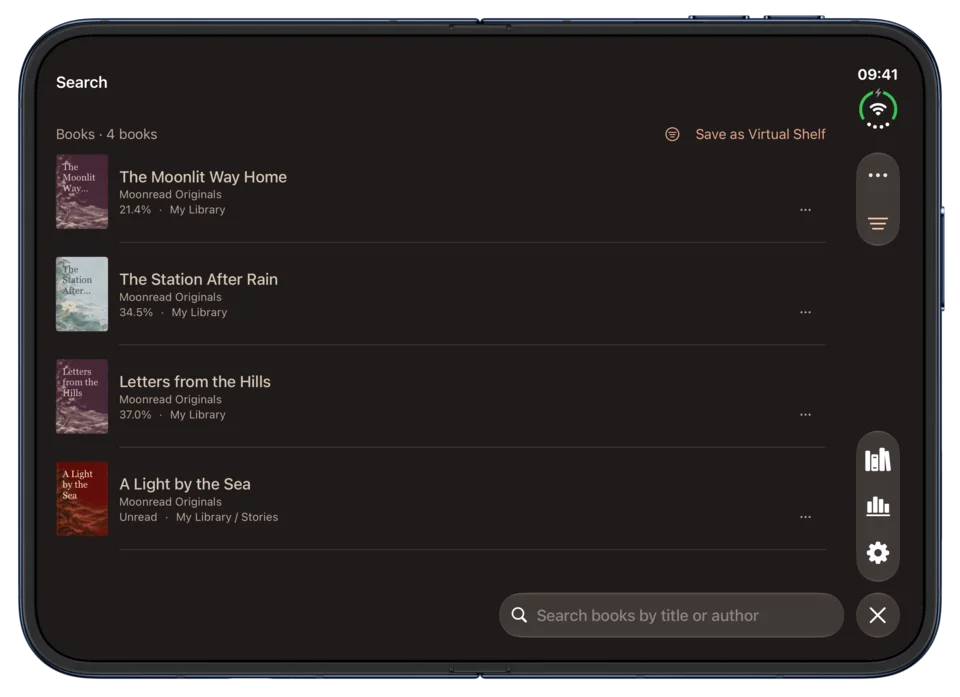 Search
09:41
Books · 4 books
Save as Virtual Shelf
The
Moonlit
Way...
The Moonlit Way Home
Moonread Originals
21.4% · My Library
The
Station
After...
The Station After Rain
Moonread Originals
34.5% · My Library
Letters
from the
Hills
Letters from the Hills
Moonread Originals
37.0% · My Library
A Light
by the
Sea
A Light by the Sea
Moonread Originals
Unread · My Library / Stories
Search books by title or author